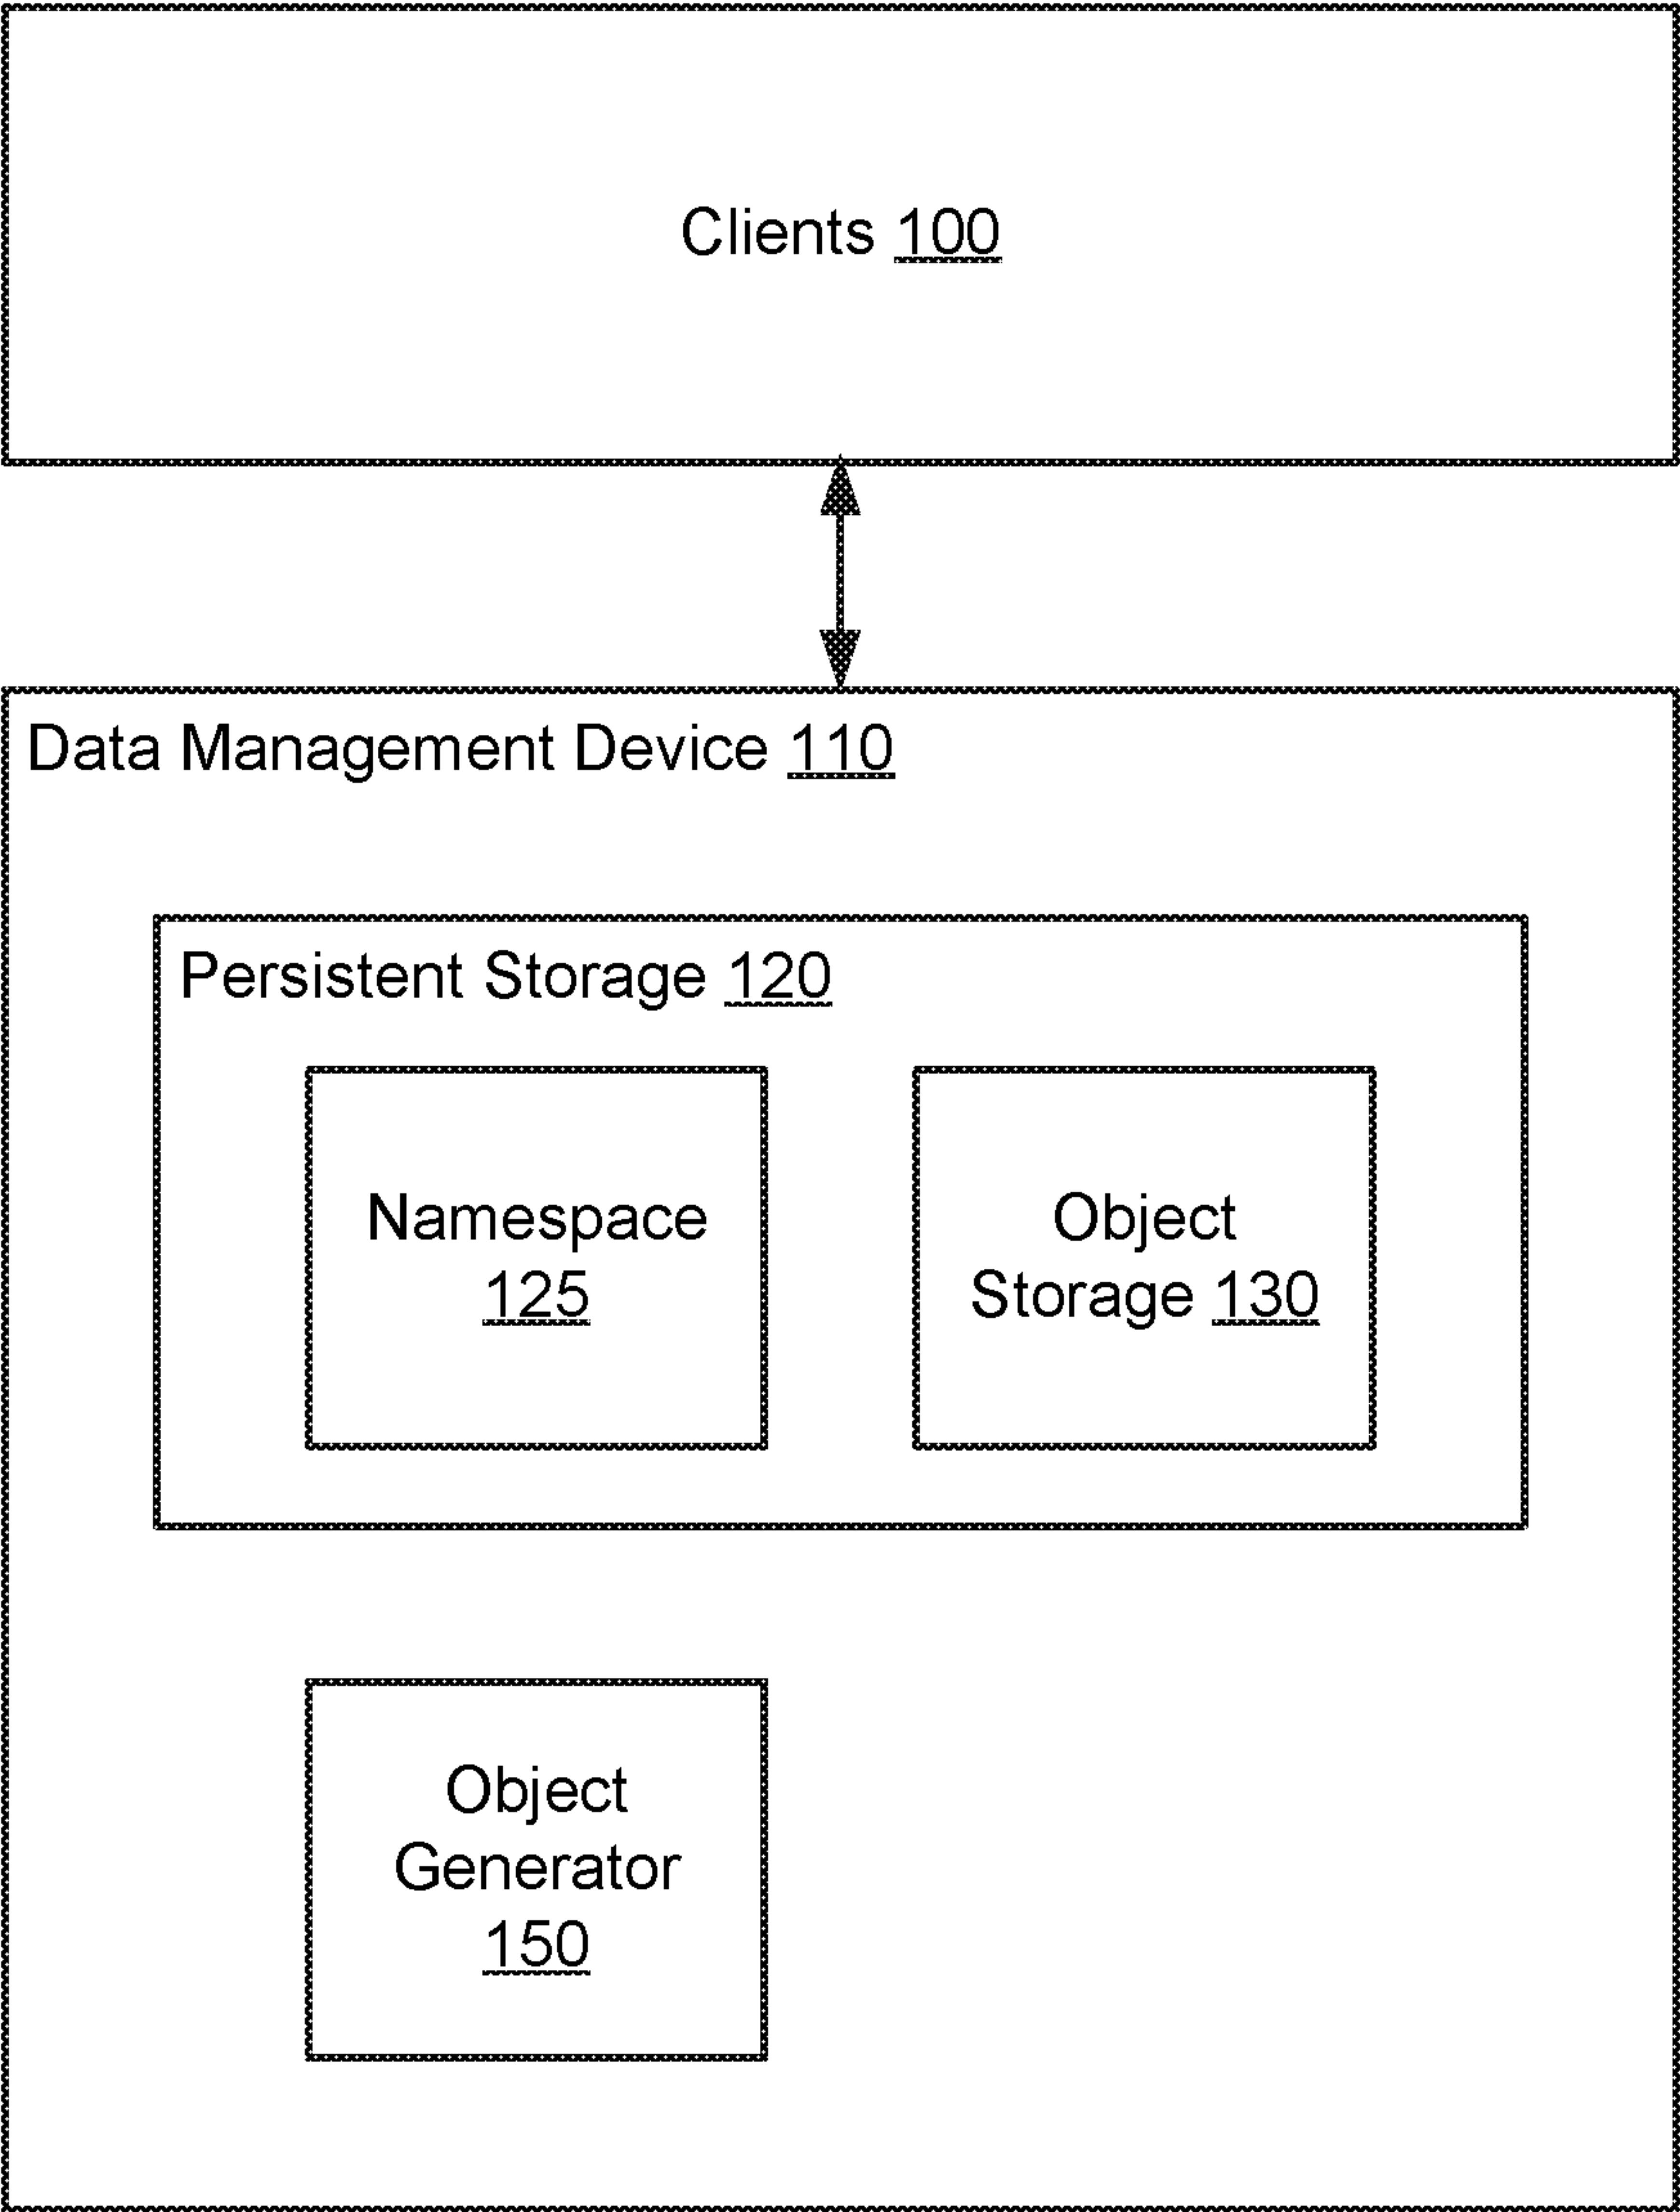 Clients 100
Data Management Device 110
Persistent Storage 120
Namespace
125
Object
Storage 130
Object
Generator
150